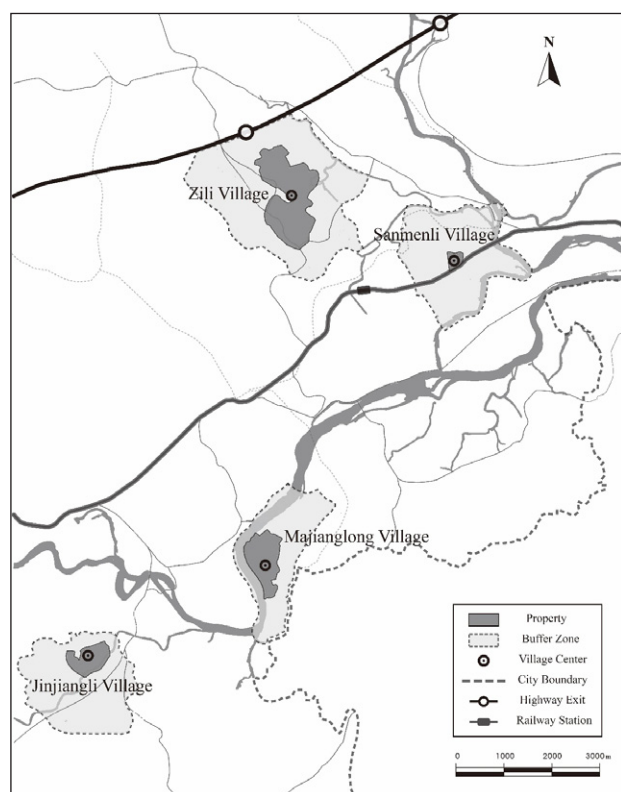 N
Zili Village
Sanmenli Village
Majianglong Village
Jinjiangli Village
Property
Buffer Zone
Village Center
City Boundary
Highway Exit
Railway Station
0 1000 2000 3000m